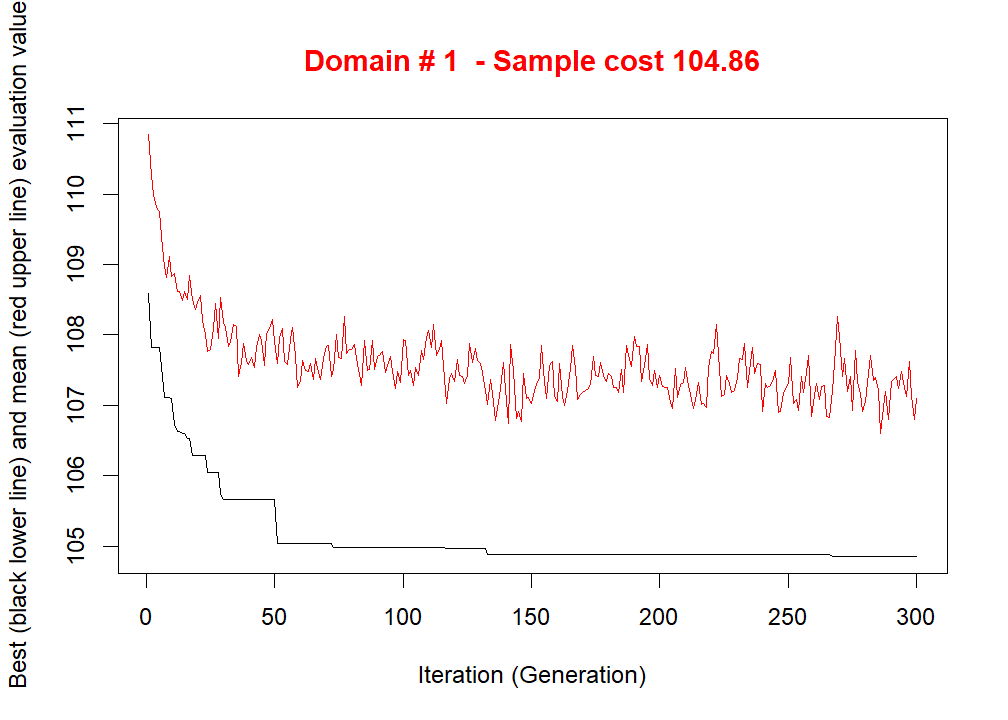 Domain # 1  - Sample cost 104.86
Best (black lower line) and mean (red upper line) evaluation value
111
110
109
108
107
106
105
0 50 100 150 200 250 300
Iteration (Generation)